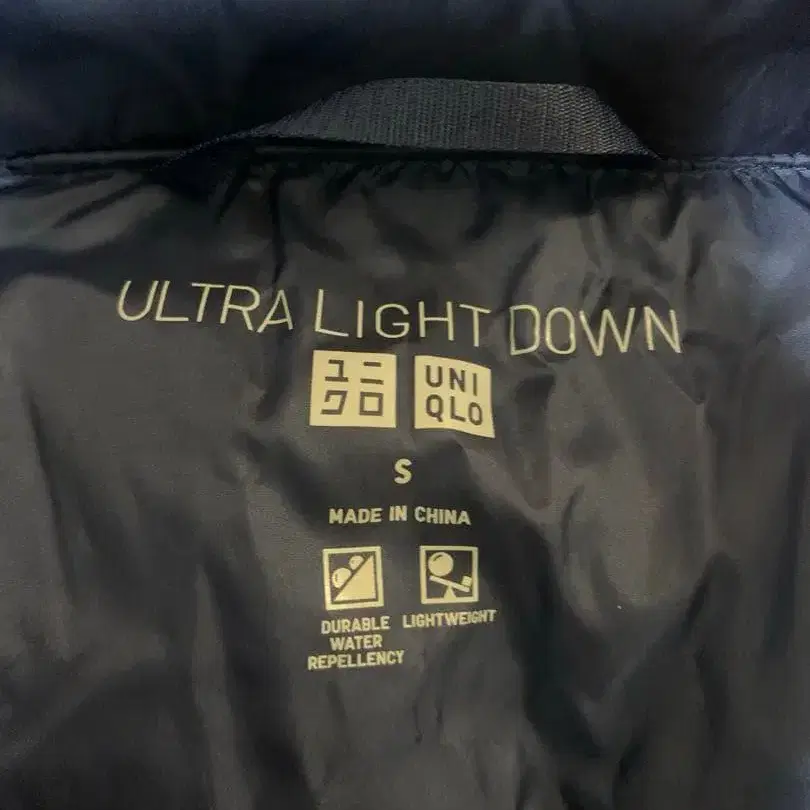 ULTRA LIGHT DOWN
ユニ UNI
クロ QLO
S
MADE IN CHINA
DURABLE LIGHTWEIGHT
WATER
REPELLENCY